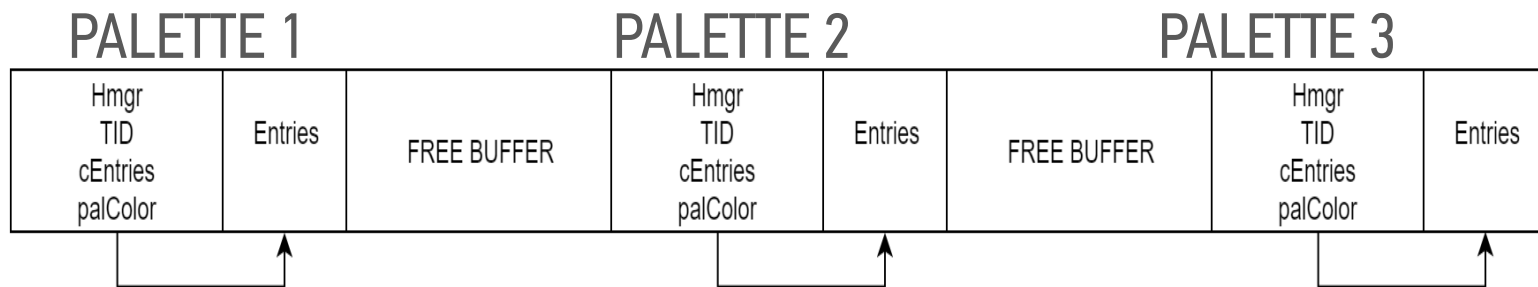 PALETTE 1
PALETTE 2
PALETTE 3
Hmgr
TID
cEntries
palColor
Entries
FREE BUFFER
Hmgr
TID
cEntries
palColor
Entries
FREE BUFFER
Hmgr
TID
cEntries
palColor
Entries